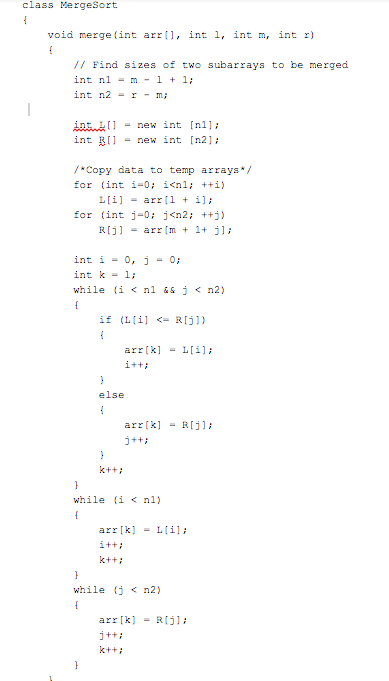 class MergeSort
{
    void merge(int arr[], int l, int m, int r)
    {
        // Find sizes of two subarrays to be merged
        int n1 = m - l + 1;
        int n2 = r - m;
        int L[] = new int [n1];
        int R[] = new int [n2];
        /*Copy data to temp arrays*/
        for (int i=0; i<n1; ++i)
            L[i] = arr[l + i];
        for (int j=0; j<n2; ++j)
            R[j] = arr[m + 1+ j];
        int i = 0, j = 0;
        int k = l;
        while (i < n1 && j < n2)
        {
            if (L[i] <= R[j])
            {
                arr[k] = L[i];
                i++;
            }
            else
            {
                arr[k] = R[j];
                j++;
            }
            k++;
        }
        while (i < n1)
        {
            arr[k] = L[i];
            i++;
            k++;
        }
        while (j < n2)
        {
            arr[k] = R[j];
            j++;
            k++;
        }
    }